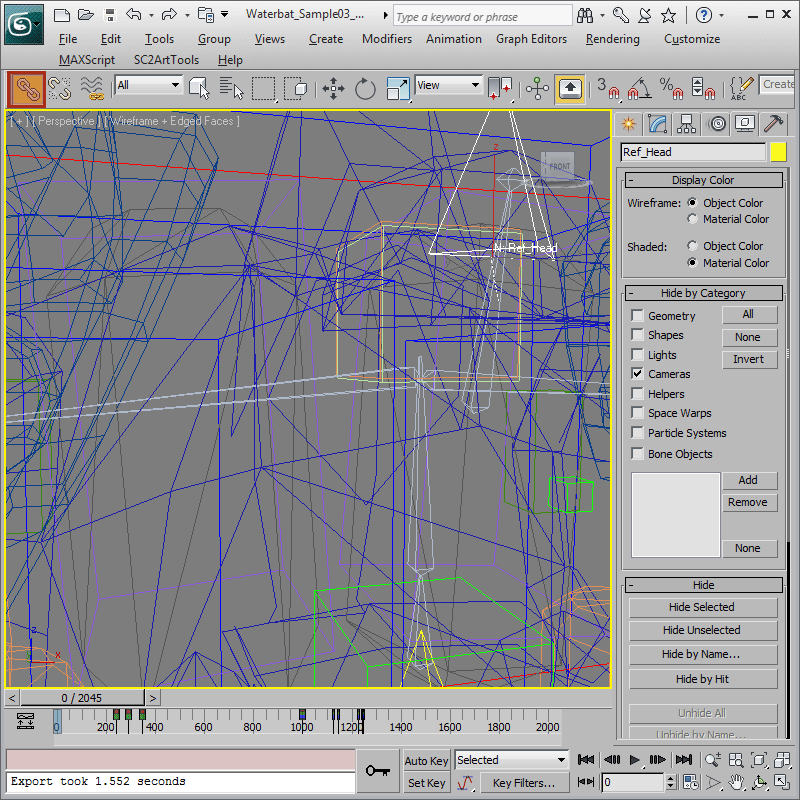 Waterbat_Sample03_...
Type a keyword or phrase
File Edit Tools Group Views Create Modifiers Animation Graph Editors Rendering Customize
MAXScript SC2ArtTools Help
All
View
3
%
ABC
Create
[ + ] [ Perspective ] [ Wireframe + Edged Faces ]
FRONT
z
N Ref_Head
z
x
Ref_Head
- Display Color
Wireframe: Object Color
Material Color
Shaded: Object Color
Material Color
- Hide by Category
Geometry
Shapes
Lights
Cameras
Helpers
Space Warps
Particle Systems
Bone Objects
All
None
Invert
Add
Remove
None
- Hide
Hide Selected
Hide Unselected
Hide by Name...
Hide by Hit
Unhide All
Unhide by Name...
< 0 / 2045 >
0 200 400 600 800 1000 1200 1400 1600 1800 2000
Export took 1.552 seconds
Auto Key
Selected
Set Key
Key Filters...
0